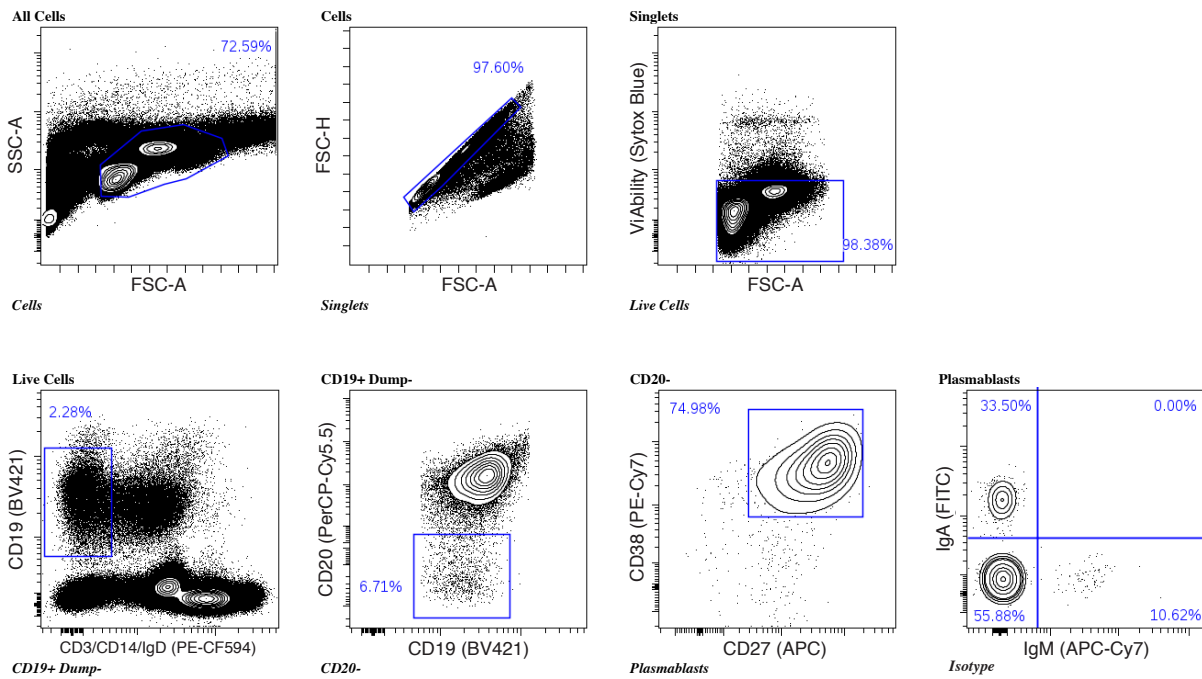 All Cells
72.59%
SSC-A
FSC-A
Cells
Cells
97.60%
FSC-H
FSC-A
Singlets
Singlets
98.38%
ViAbility (Sytox Blue)
FSC-A
Live Cells
Live Cells
2.28%
CD19 (BV421)
CD3/CD14/IgD (PE-CF594)
CD19+ Dump-
CD19+ Dump-
6.71%
CD20 (PerCP-Cy5.5)
CD19 (BV421)
CD20-
CD20-
74.98%
CD38 (PE-Cy7)
CD27 (APC)
Plasmablasts
Plasmablasts
33.50%
0.00%
IgA (FITC)
55.88%
10.62%
IgM (APC-Cy7)
Isotype